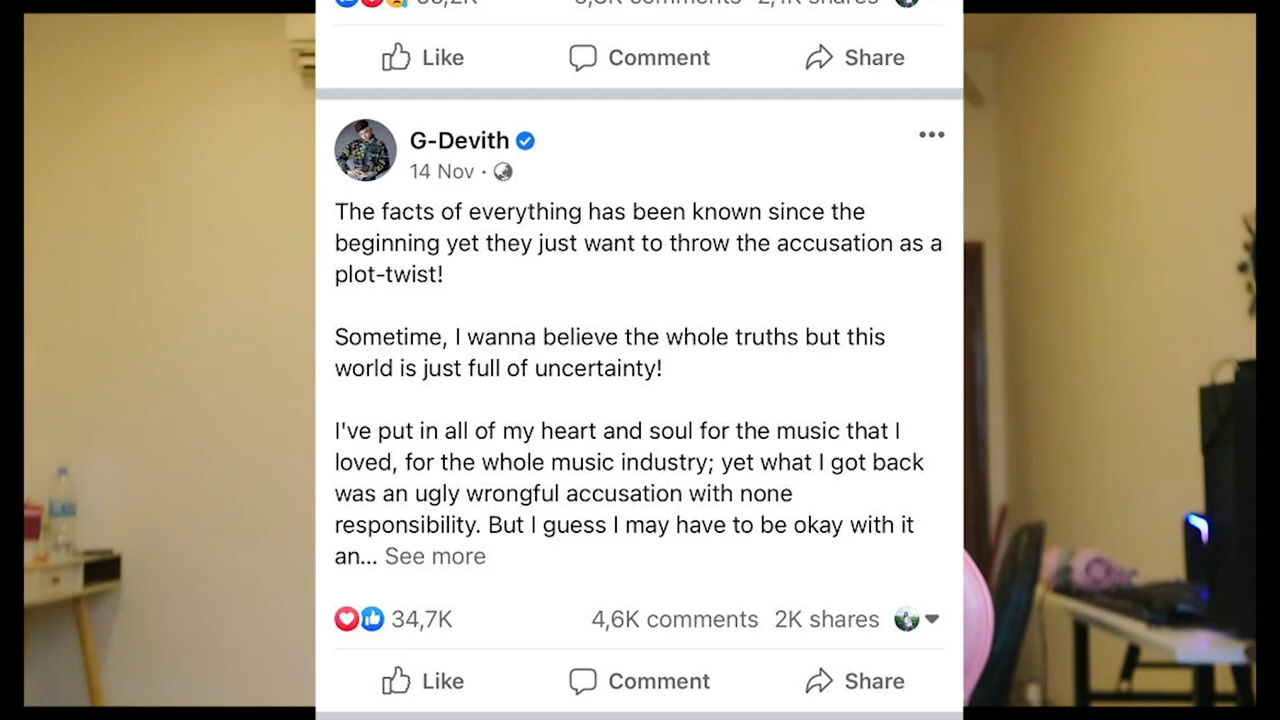 Like Comment Share
G-Devith
14 Nov ·
The facts of everything has been known since the
beginning yet they just want to throw the accusation as a
plot-twist!
Sometime, I wanna believe the whole truths but this
world is just full of uncertainty!
I've put in all of my heart and soul for the music that I
loved, for the whole music industry; yet what I got back
was an ugly wrongful accusation with none
responsibility. But I guess I may have to be okay with it
an... See more
34,7K 4,6K comments 2K shares
Like Comment Share